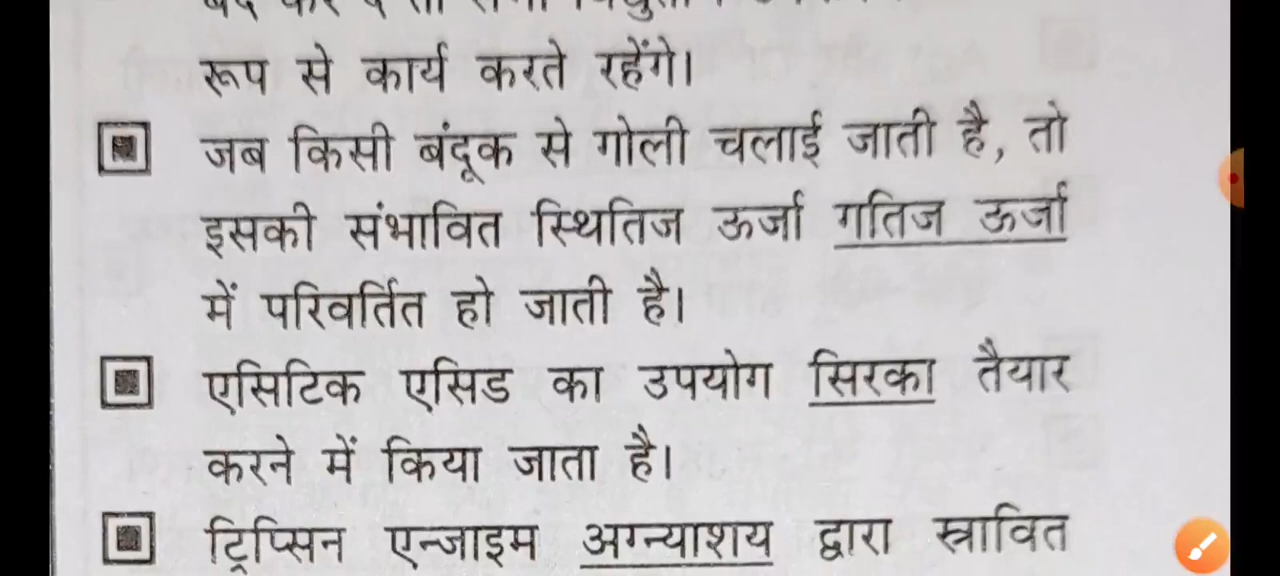 रूप से कार्य करते रहेंगे।
जब किसी बंदूक से गोली चलाई जाती है, तो
इसकी संभावित स्थितिज ऊर्जा गतिज ऊर्जा
में परिवर्तित हो जाती है।
एसिटिक एसिड का उपयोग सिरका तैयार
करने में किया जाता है।
ट्रिप्सिन एन्जाइम अग्न्याशय द्वारा स्रावित